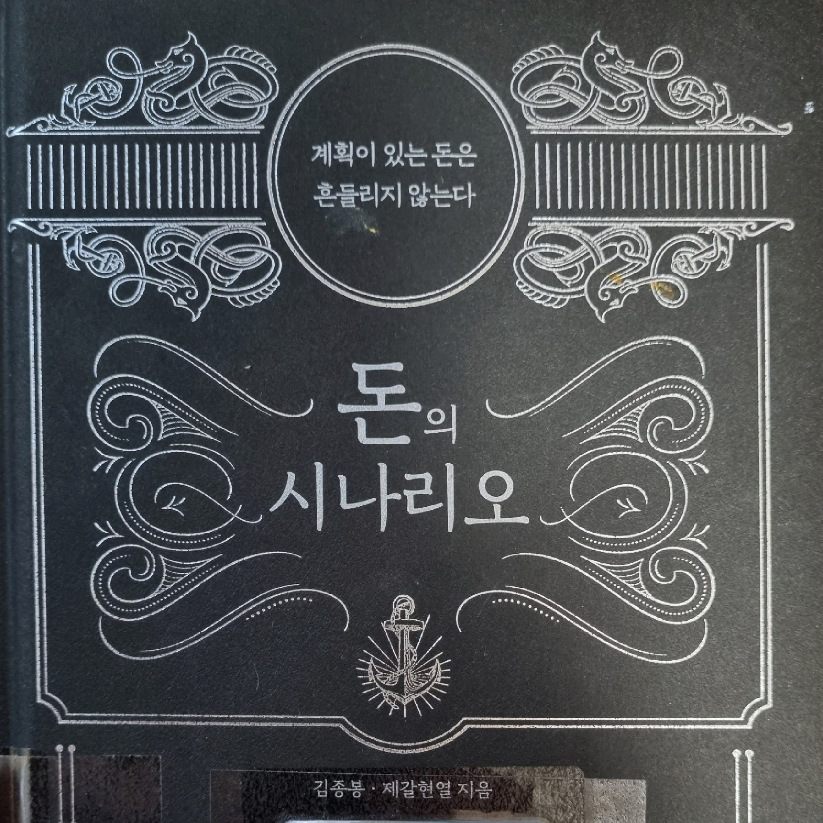 계획이 있는 돈은
흔들리지 않는다
돈의
시나리오
김종봉 · 제갈현열 지음